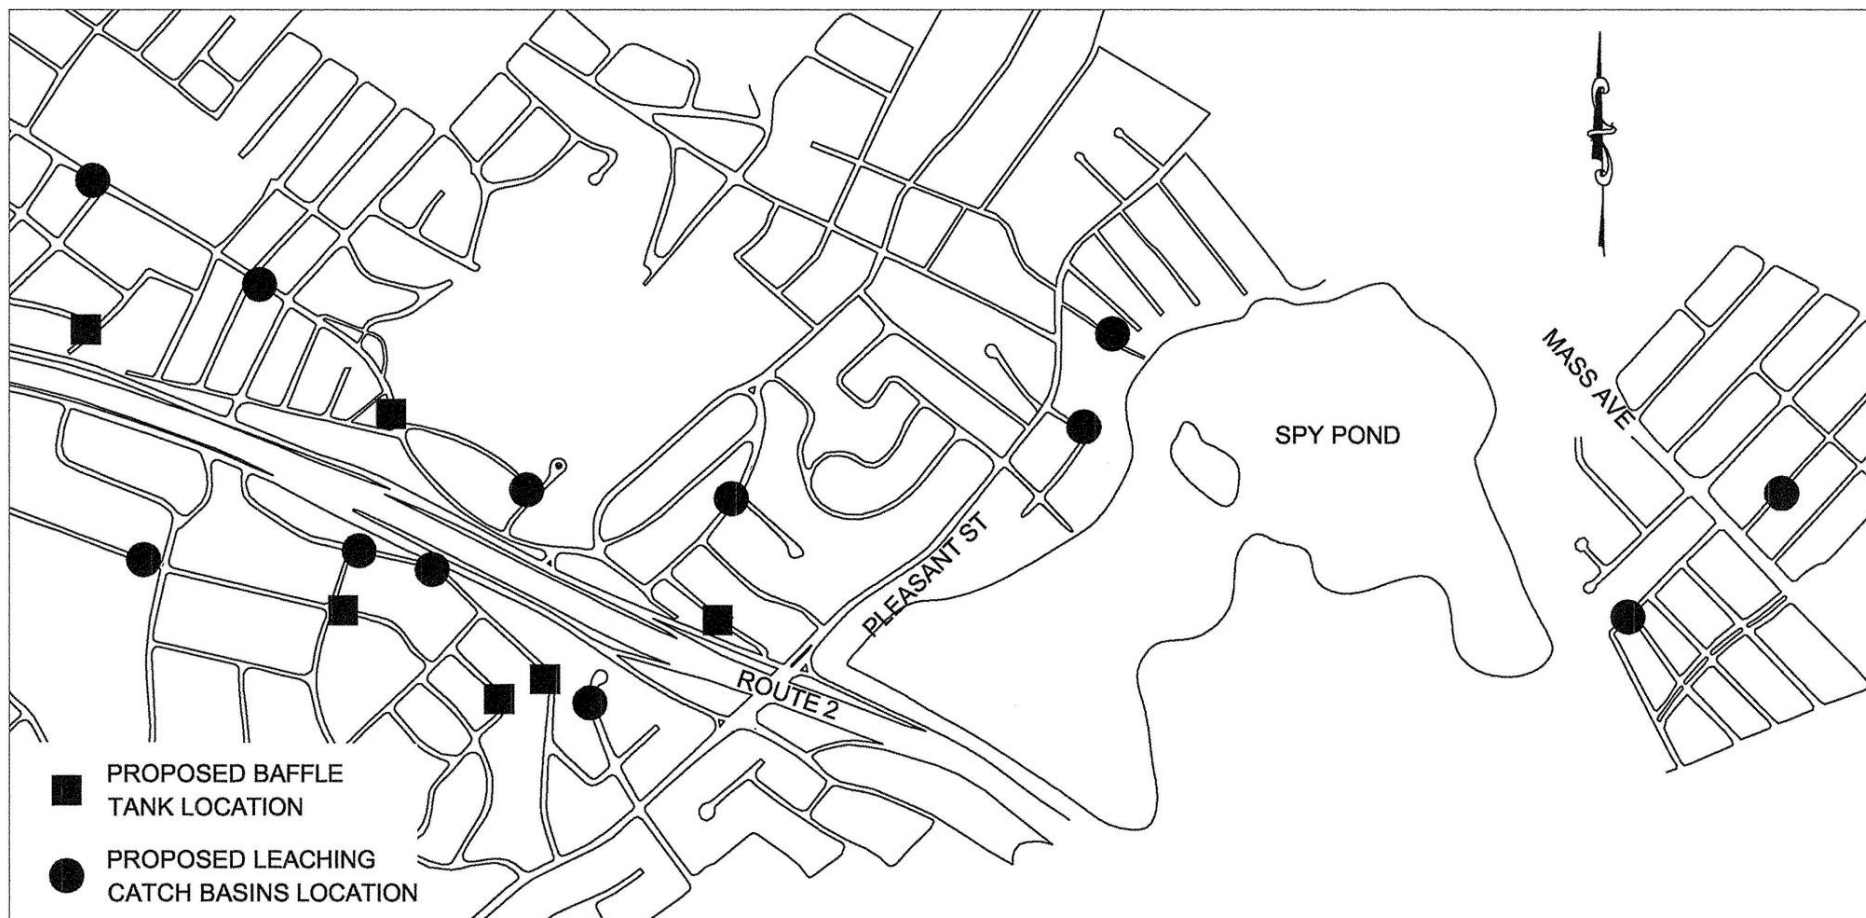 MASS AVE
SPY POND
PLEASANT ST
ROUTE 2
PROPOSED BAFFLE
TANK LOCATION
PROPOSED LEACHING
CATCH BASINS LOCATION